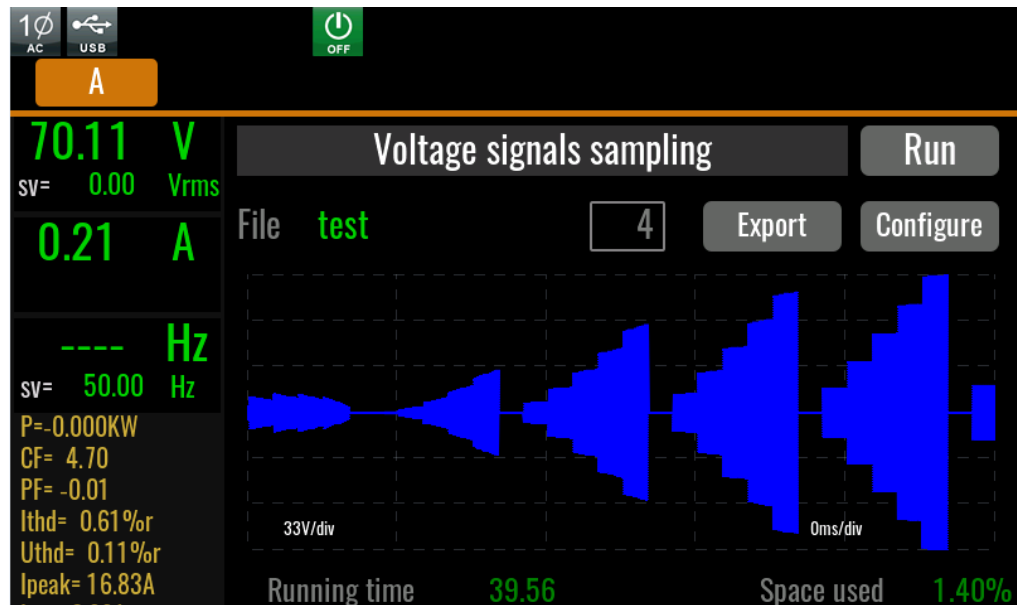 1Ø
AC
USB
OFF
A
70.11 V
sv= 0.00 Vrms
0.21 A
---- Hz
sv= 50.00 Hz
P=-0.000KW
CF= 4.70
PF= -0.01
Ithd= 0.61%r
Uthd= 0.11%r
Ipeak= 16.83A
Voltage signals sampling Run
File test 4 Export Configure
33V/div 0ms/div
Running time 39.56 Space used 1.40%